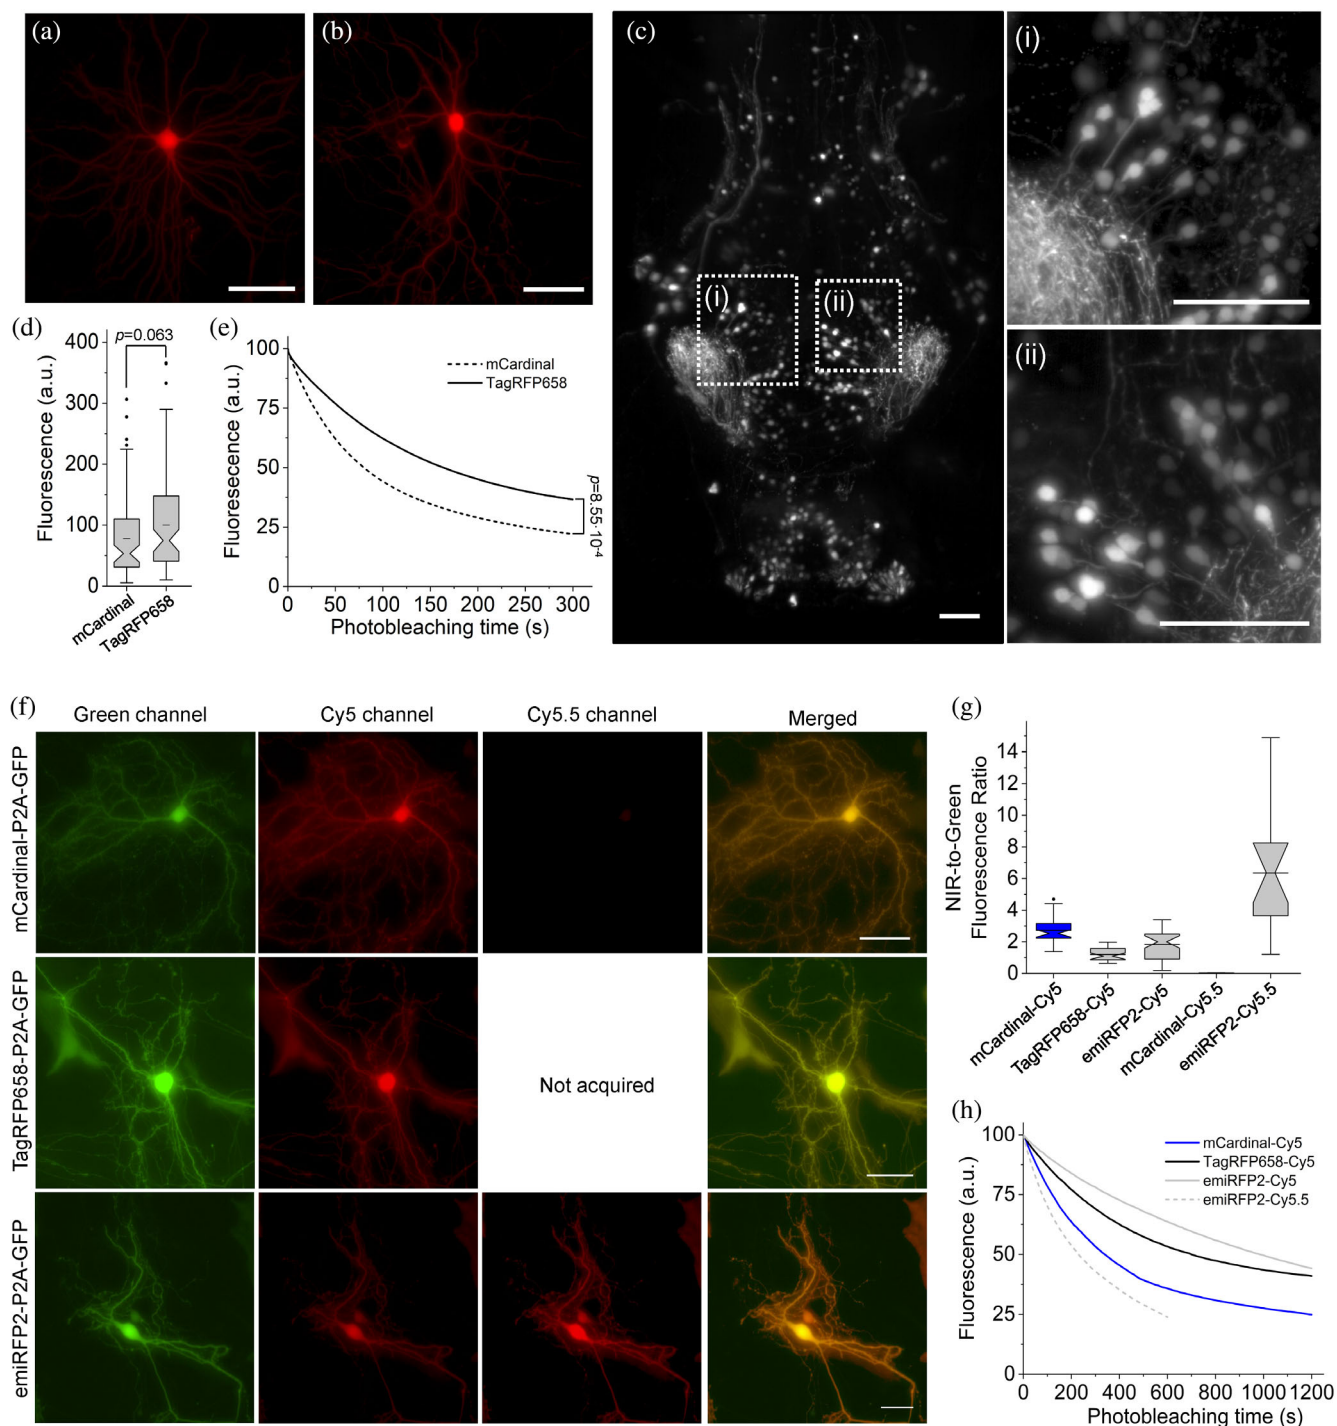 (a)
(b)
(c)
(i)
(ii)
(i)
(ii)
(d)
Fluorescence (a.u.)
400
300
200
100
0
p=0.063
mCardinal
TagRFP658
(e)
Fluoresecence (a.u.)
100
75
50
25
0
mCardinal
TagRFP658
p=8.55·10-4
0 50 100 150 200 250 300
Photobleaching time (s)
(f)
Green channel Cy5 channel Cy5.5 channel Merged
mCardinal-P2A-GFP
TagRFP658-P2A-GFP
Not acquired
emiRFP2-P2A-GFP
(g)
NIR-to-Green
Fluorescence Ratio
14
12
10
8
6
4
2
0
mCardinal-Cy5
TagRFP658-Cy5
emiRFP2-Cy5
mCardinal-Cy5.5
emiRFP2-Cy5.5
(h)
Fluorescence (a.u.)
100
75
50
25
0
mCardinal-Cy5
TagRFP658-Cy5
emiRFP2-Cy5
emiRFP2-Cy5.5
0 200 400 600 800 1000 1200
Photobleaching time (s)